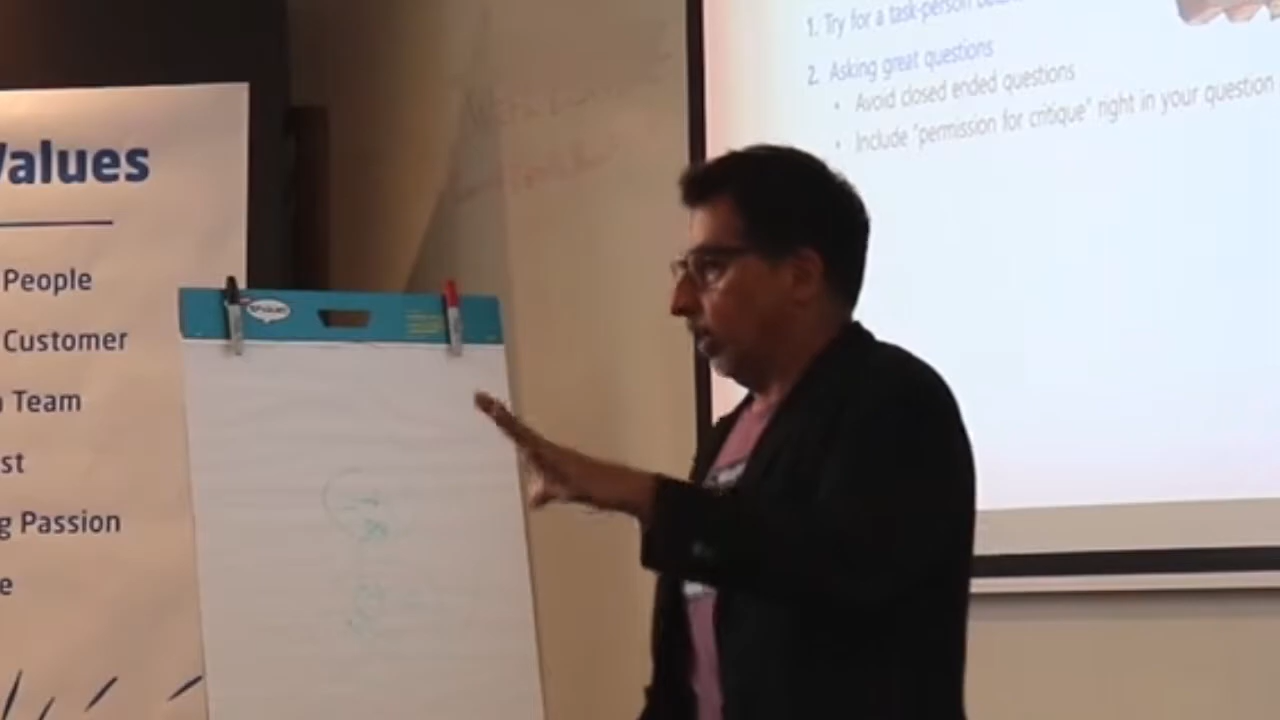 Values
People
Customer
Team
st
g Passion
e
1. Try for a task-person
2. Asking great questions
• Avoid closed ended questions
• Include "permission for critique" right in your question